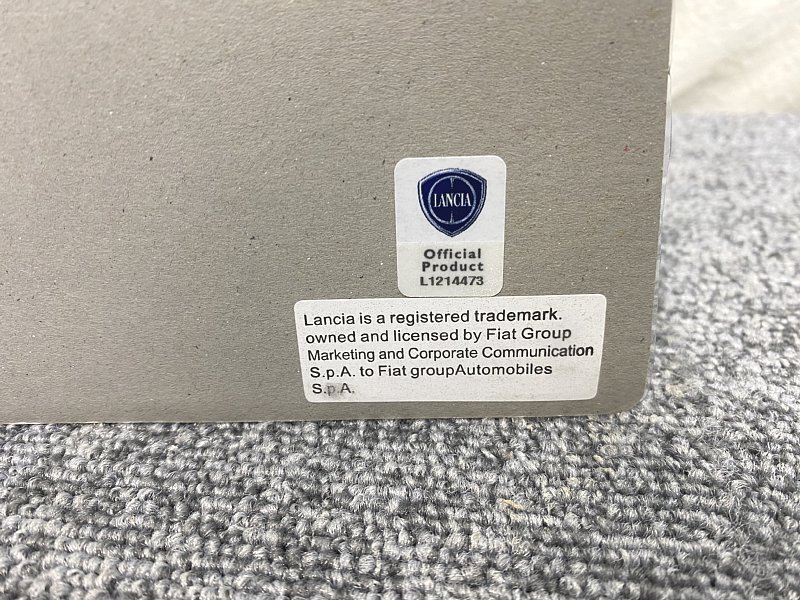 LANCIA
Official
Product
L1214473
Lancia is a registered trademark.
owned and licensed by Fiat Group
Marketing and Corporate Communication
S.p.A. to Fiat groupAutomobiles
S.p.A.